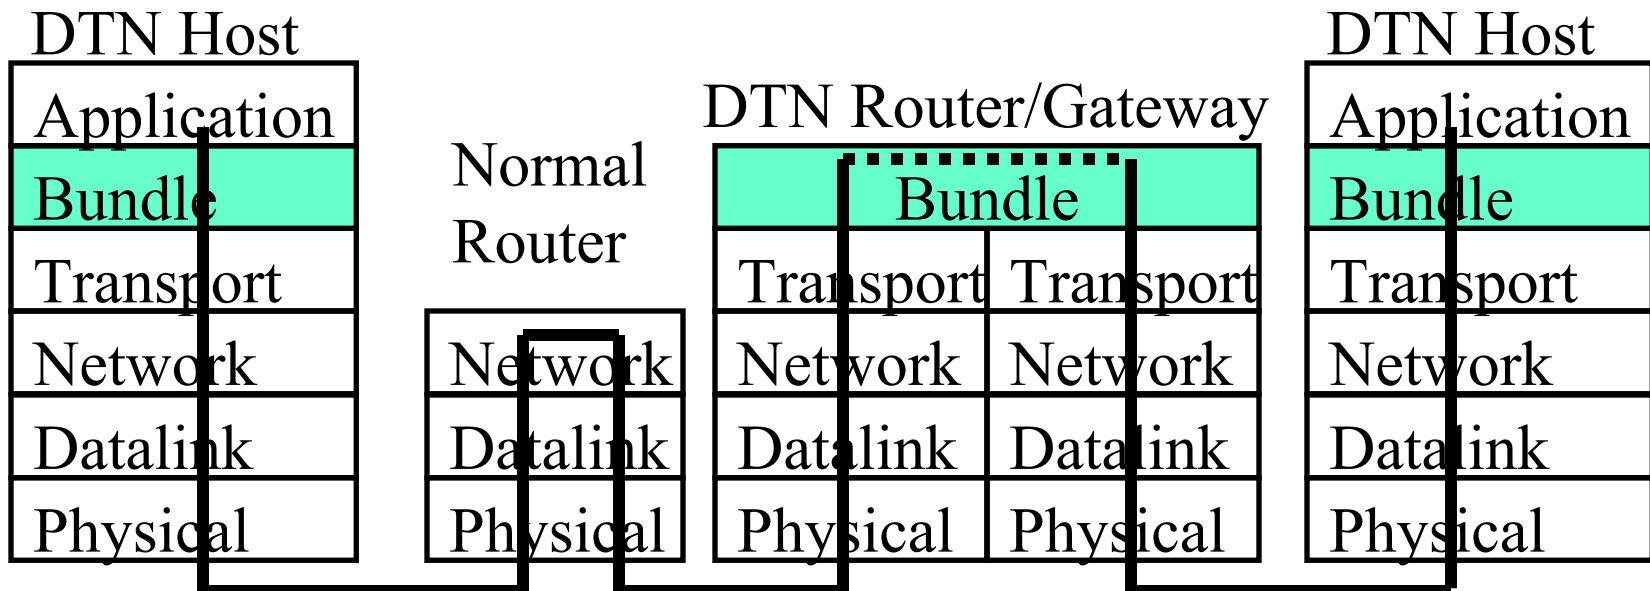 DTN Host
Application
Bundle
Transport
Network
Datalink
Physical
Normal
Router
Network
Datalink
Physical
DTN Router/Gateway
Bundle
Transport Transport
Network Network
Datalink Datalink
Physical Physical
DTN Host
Application
Bundle
Transport
Network
Datalink
Physical